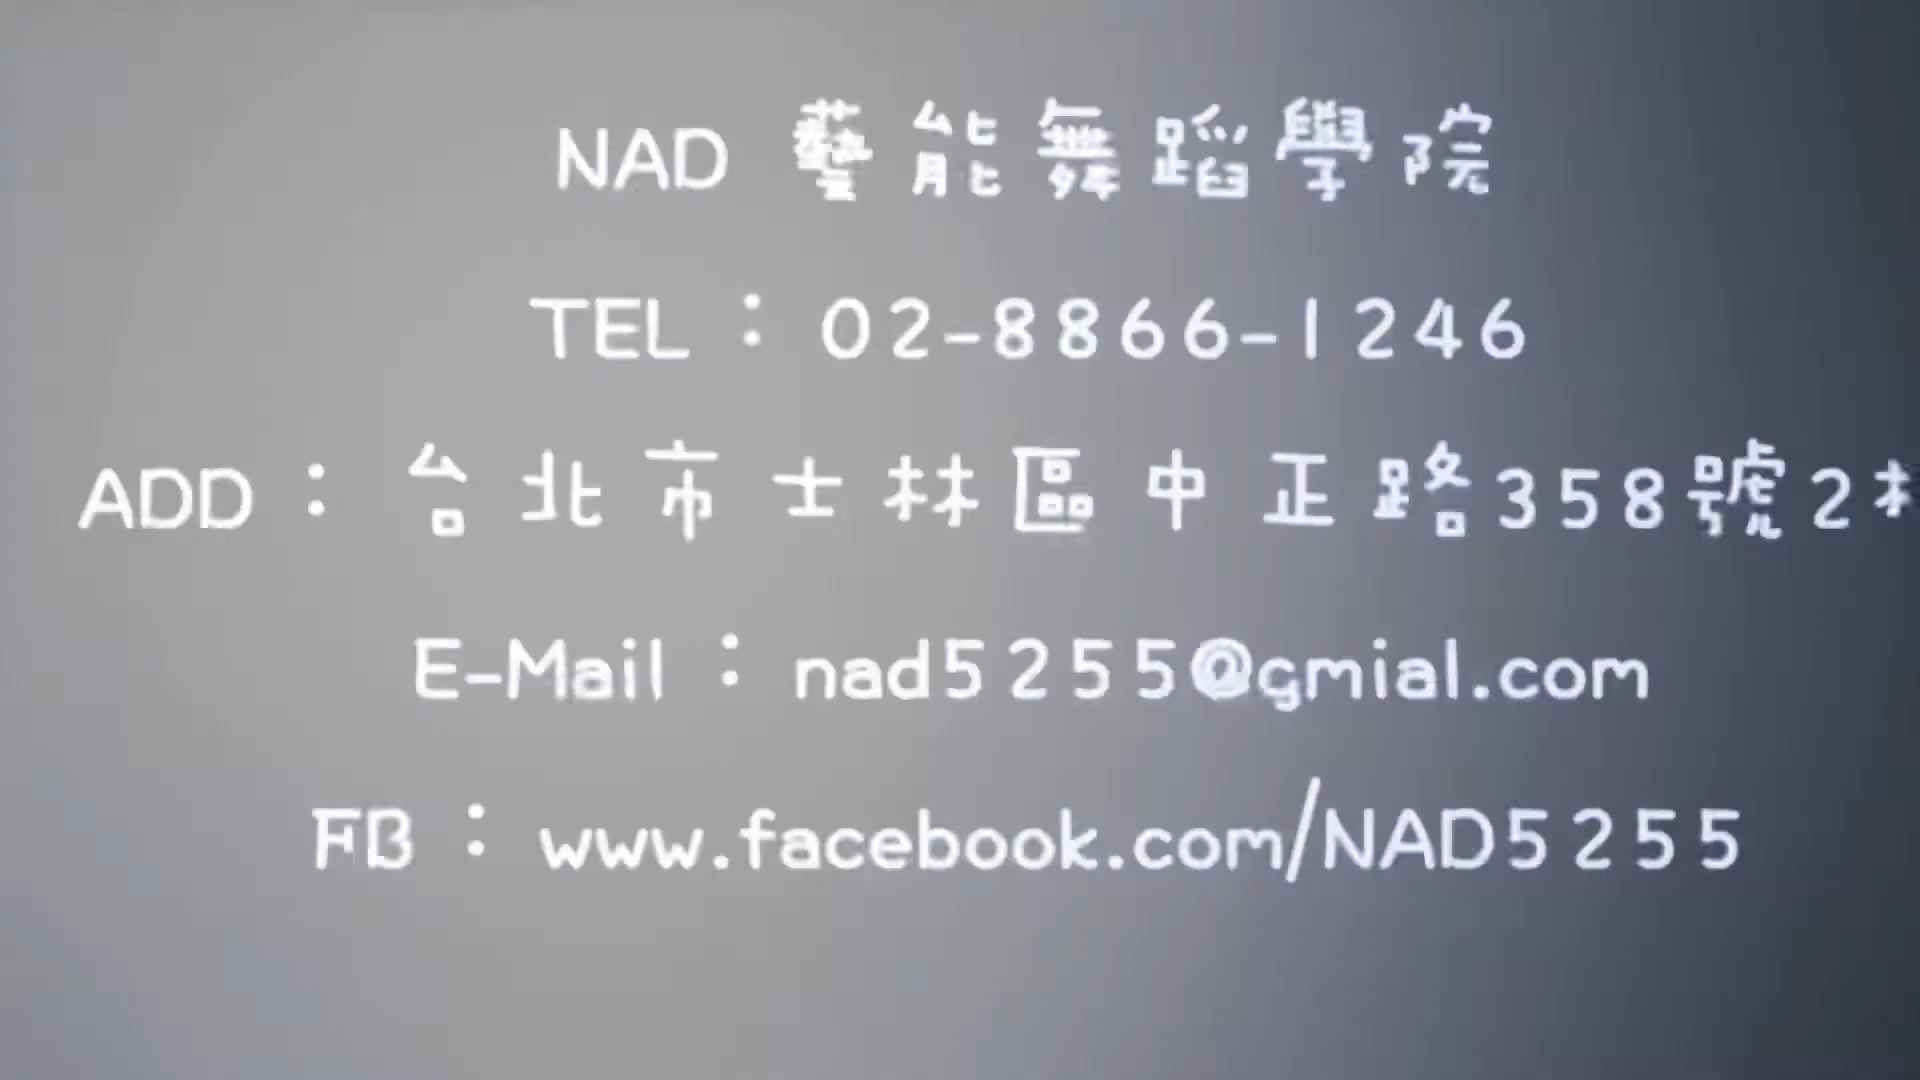 NAD 藝能舞蹈學院
TEL：02-8866-1246
ADD：台北市士林區中正路358號2
E-Mail：nad5255@gmial.com
FB：www.facebook.com/NAD5255